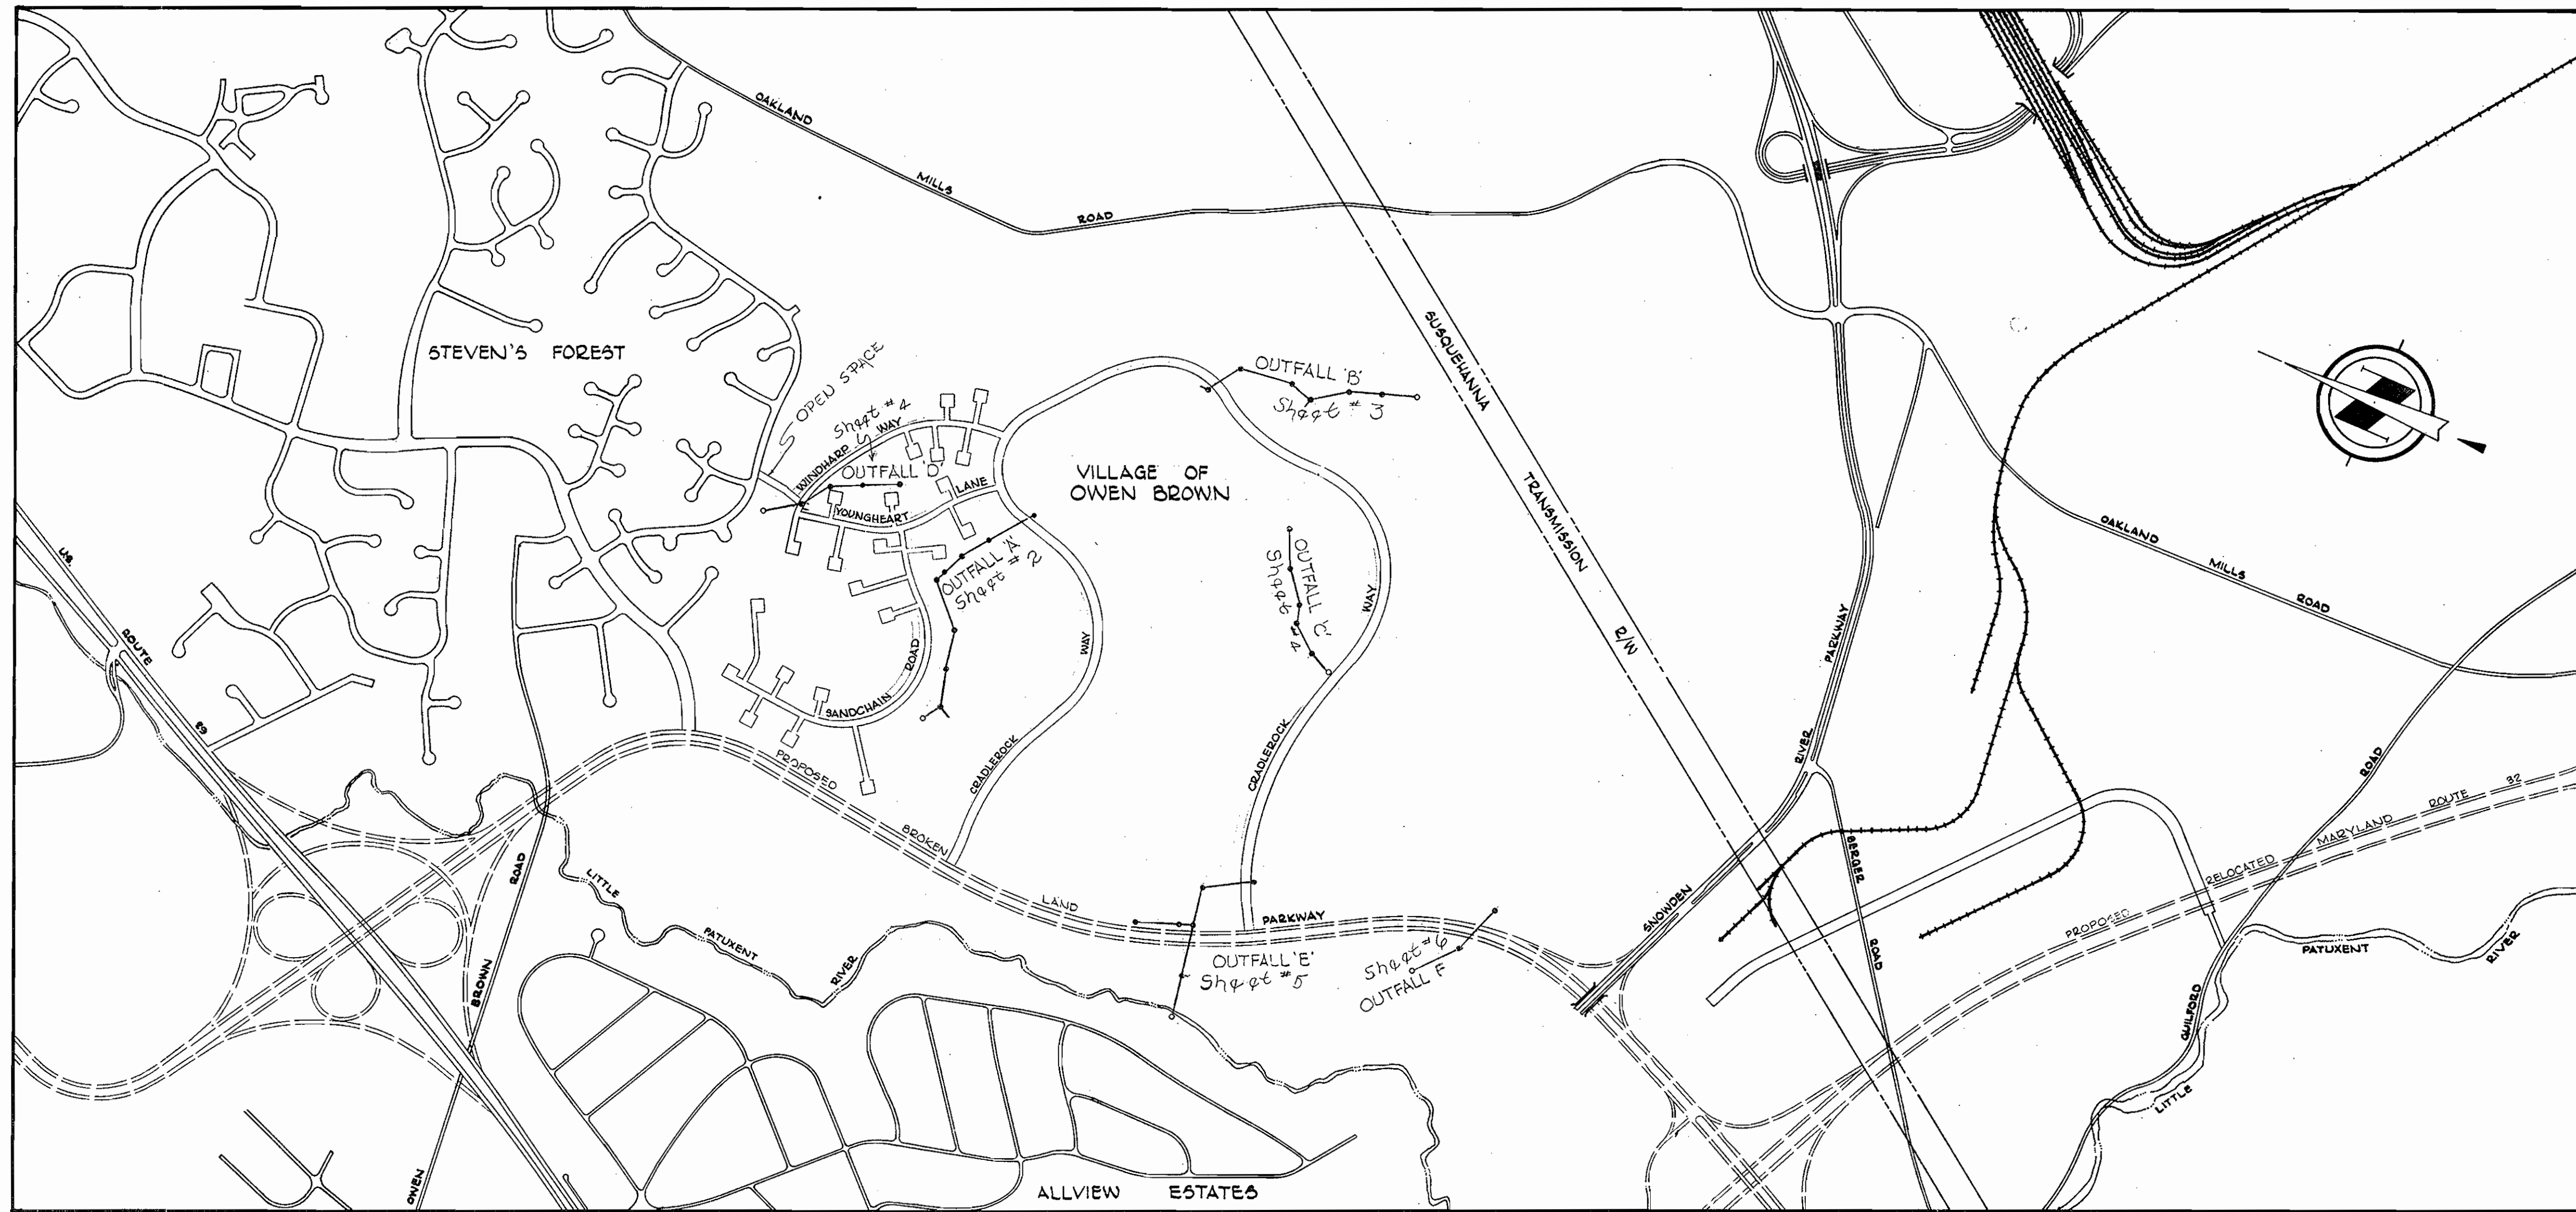 OAKLAND
MILLS
ROAD
STEVEN'S FOREST
OPEN SPACE
Sheet #4
WINDHARP WAY
OUTFALL 'D'
YOUNGHEART LANE
OUTFALL 'B'
Sheet # 3
VILLAGE OF
OWEN BROWN
OUTFALL 'A'
Sheet # 2
OUTFALL 'C'
Sheet #4
SUSQUEHANNA
TRANSMISSION
R/W
U.S.
ROUTE
29
SANDCHAIN ROAD
CRADLEROCK WAY
CRADLEROCK WAY
PROPOSED
BROKEN
LAND
PARKWAY
OUTFALL 'E'
Sheet #5
Sheet #6
OUTFALL F
LITTLE
PATUXENT
RIVER
OWEN
BROWN
ROAD
ALLVIEW ESTATES
SNOWDEN
RIVER
PARKWAY
BERGER
ROAD
OAKLAND
MILLS
ROAD
PROPOSED
RELOCATED
MARYLAND
ROUTE 32
GUILFORD
ROAD
LITTLE
PATUXENT
RIVER